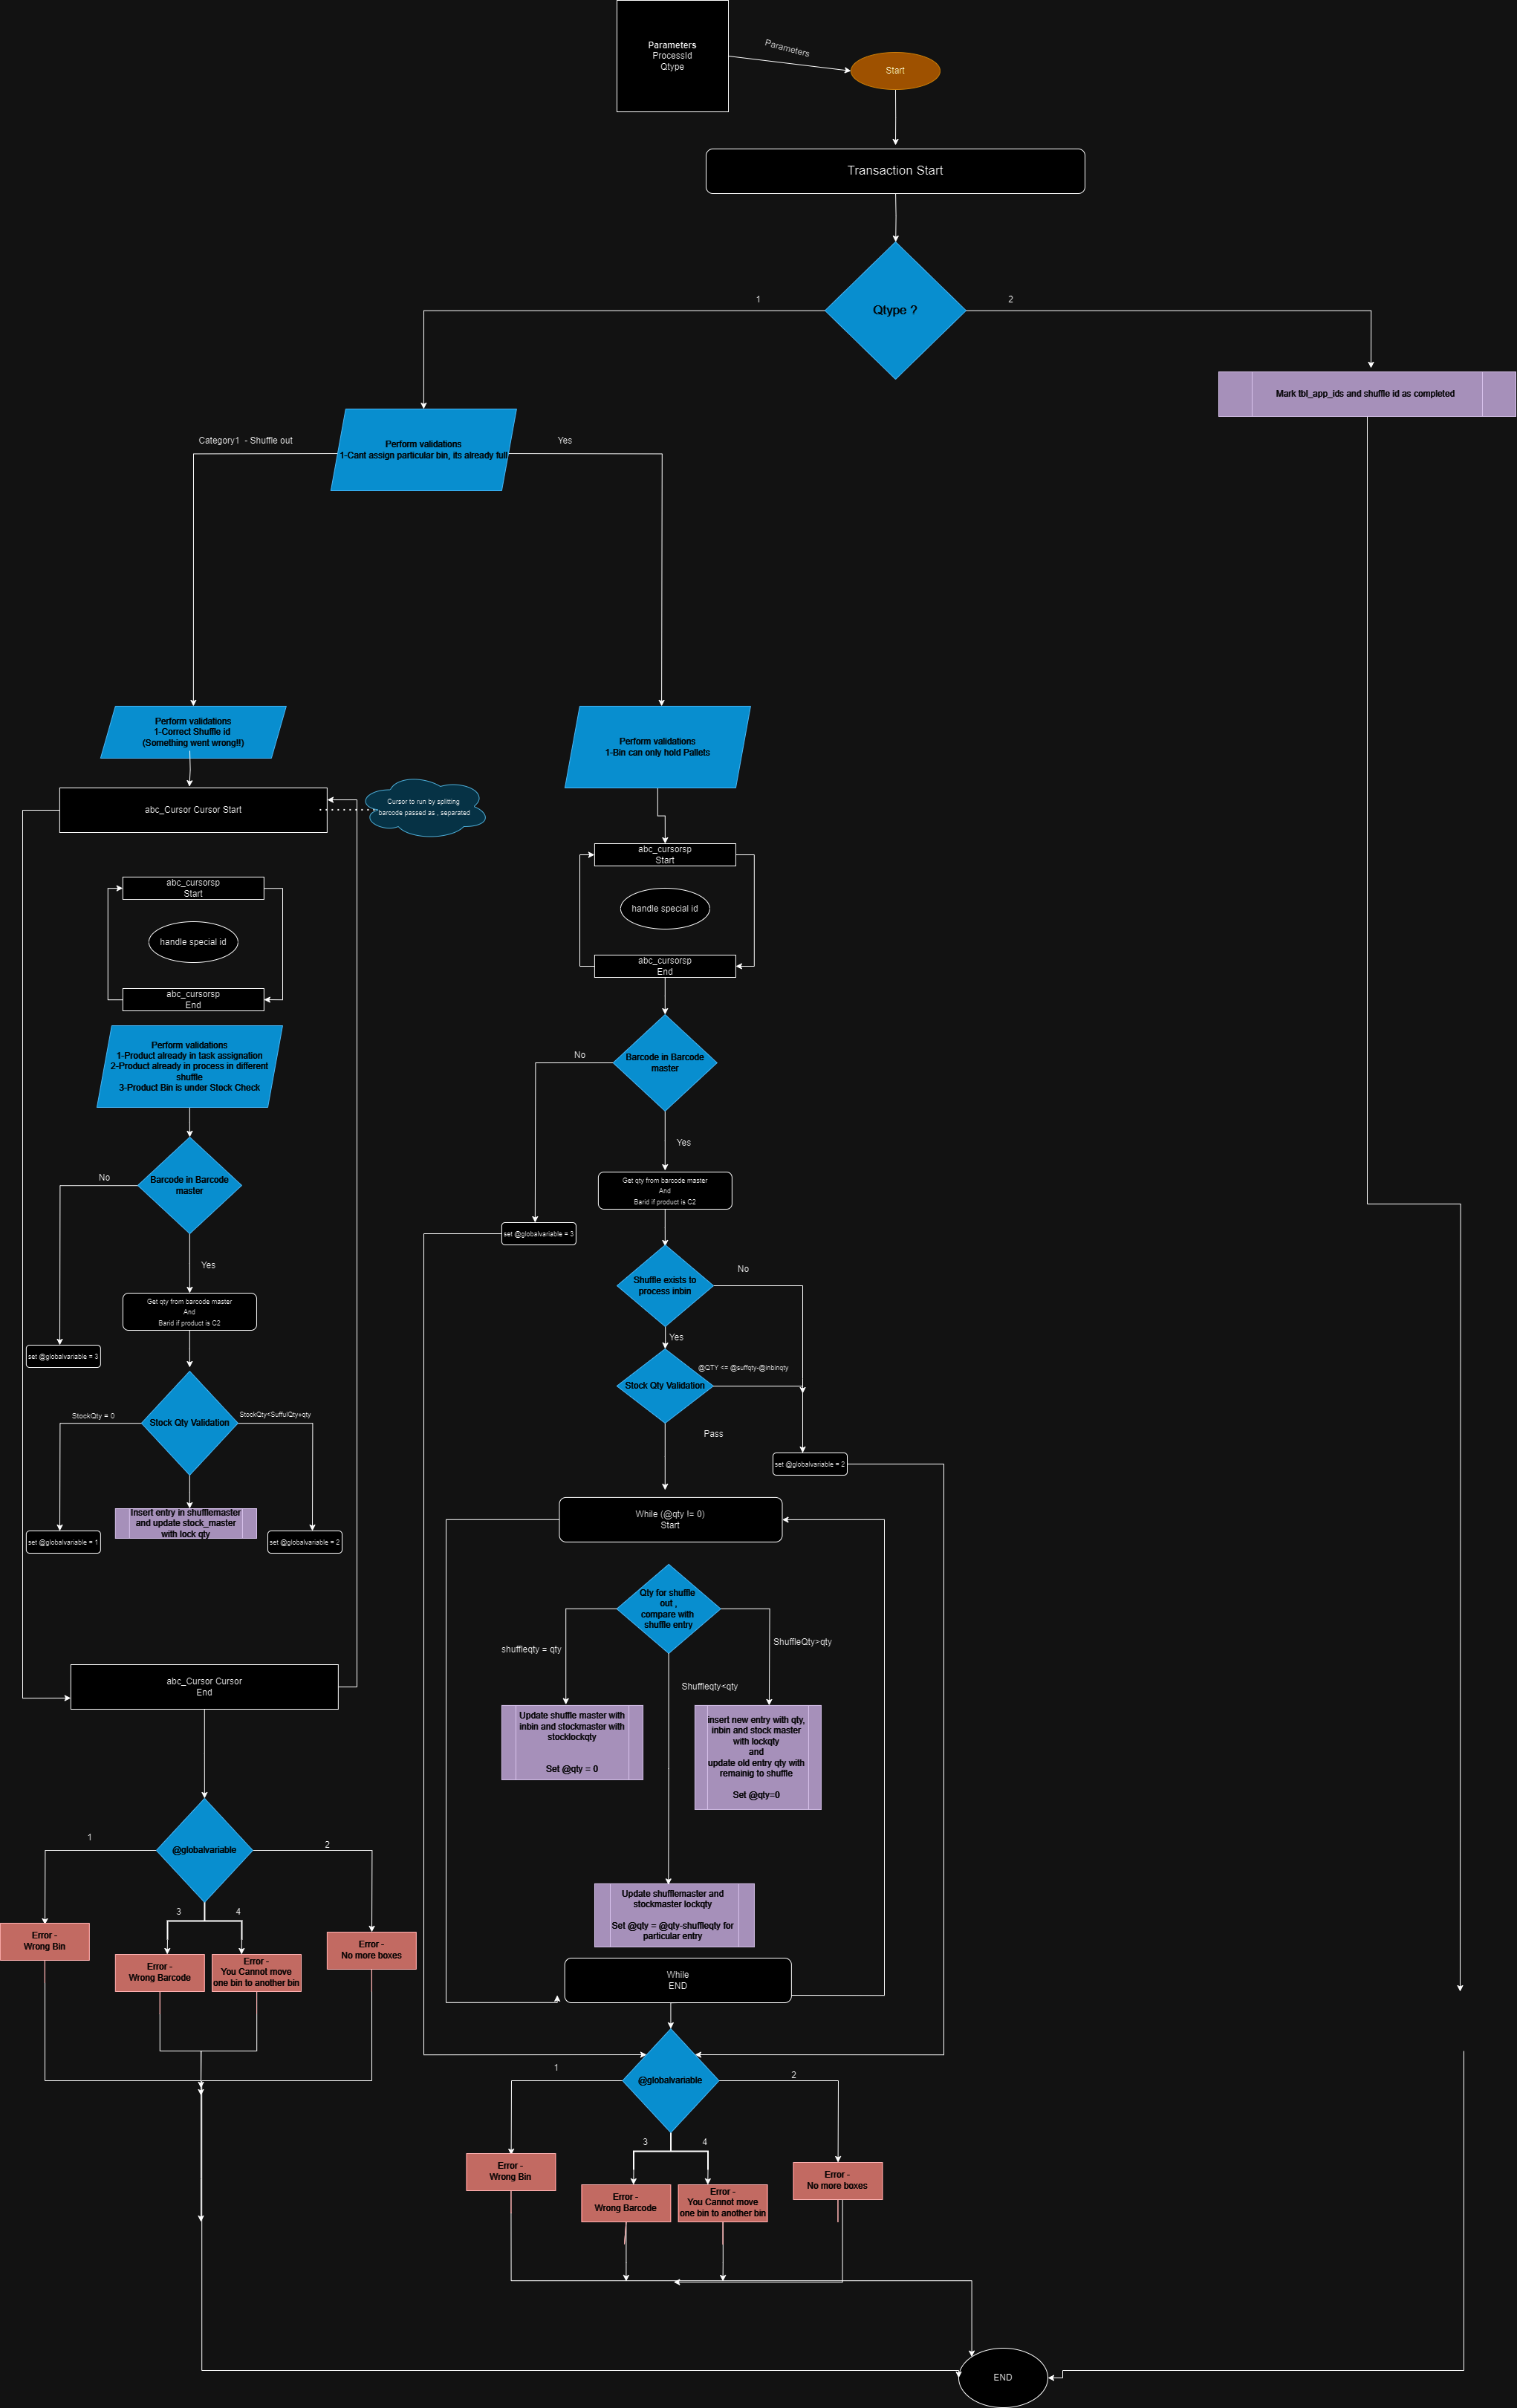 Parameters
ProcessId
Qtype
Parameters
Start
Transaction Start
Qtype ?
1
2
Mark tbl_app_ids and shuffle id as completed
Category1 - Shuffle out
Perform validations
1-Cant assign particular bin, its already full
Yes
Perform validations
1-Correct Shuffle id
(Something went wrong!!)
abc_Cursor Cursor Start
Cursor to run by splitting
barcode passed as , separated
abc_cursorsp
Start
handle special id
abc_cursorsp
End
Perform validations
1-Product already in task assignation
2-Product already in process in different
shuffle
3-Product Bin is under Stock Check
Barcode in Barcode
master
No
Yes
Get qty from barcode master
And
Barid if product is C2
set @globalvariable = 3
Stock Qty Validation
StockQty = 0
StockQty<SuffulQty+qty
Insert entry in shufflemaster
and update stock_master
with lock qty
set @globalvariable = 1
set @globalvariable = 2
abc_Cursor Cursor
End
@globalvariable
1
2
3
4
Error -
Wrong Bin
Error -
Wrong Barcode
Error -
You Cannot move
one bin to another bin
Error -
No more boxes
Perform validations
1-Bin can only hold Pallets
abc_cursorsp
Start
handle special id
abc_cursorsp
End
Barcode in Barcode
master
No
Yes
Get qty from barcode master
And
Barid if product is C2
set @globalvariable = 3
Shuffle exists to
process inbin
No
Yes
Stock Qty Validation
@QTY <= @suffqty-@inbinqty
Pass
set @globalvariable = 2
While (@qty != 0)
Start
Qty for shuffle
out ,
compare with
shuffle entry
shuffleqty = qty
ShuffleQty>qty
Shuffleqty<qty
Update shuffle master with
inbin and stockmaster with
stocklockqty
Set @qty = 0
insert new entry with qty,
inbin and stock master
with lockqty
and
update old entry qty with
remainig to shuffle
Set @qty=0
Update shufflemaster and
stockmaster lockqty
Set @qty = @qty-shuffleqty for
particular entry
While
END
@globalvariable
1
2
3
4
Error -
Wrong Bin
Error -
Wrong Barcode
Error -
You Cannot move
one bin to another bin
Error -
No more boxes
END